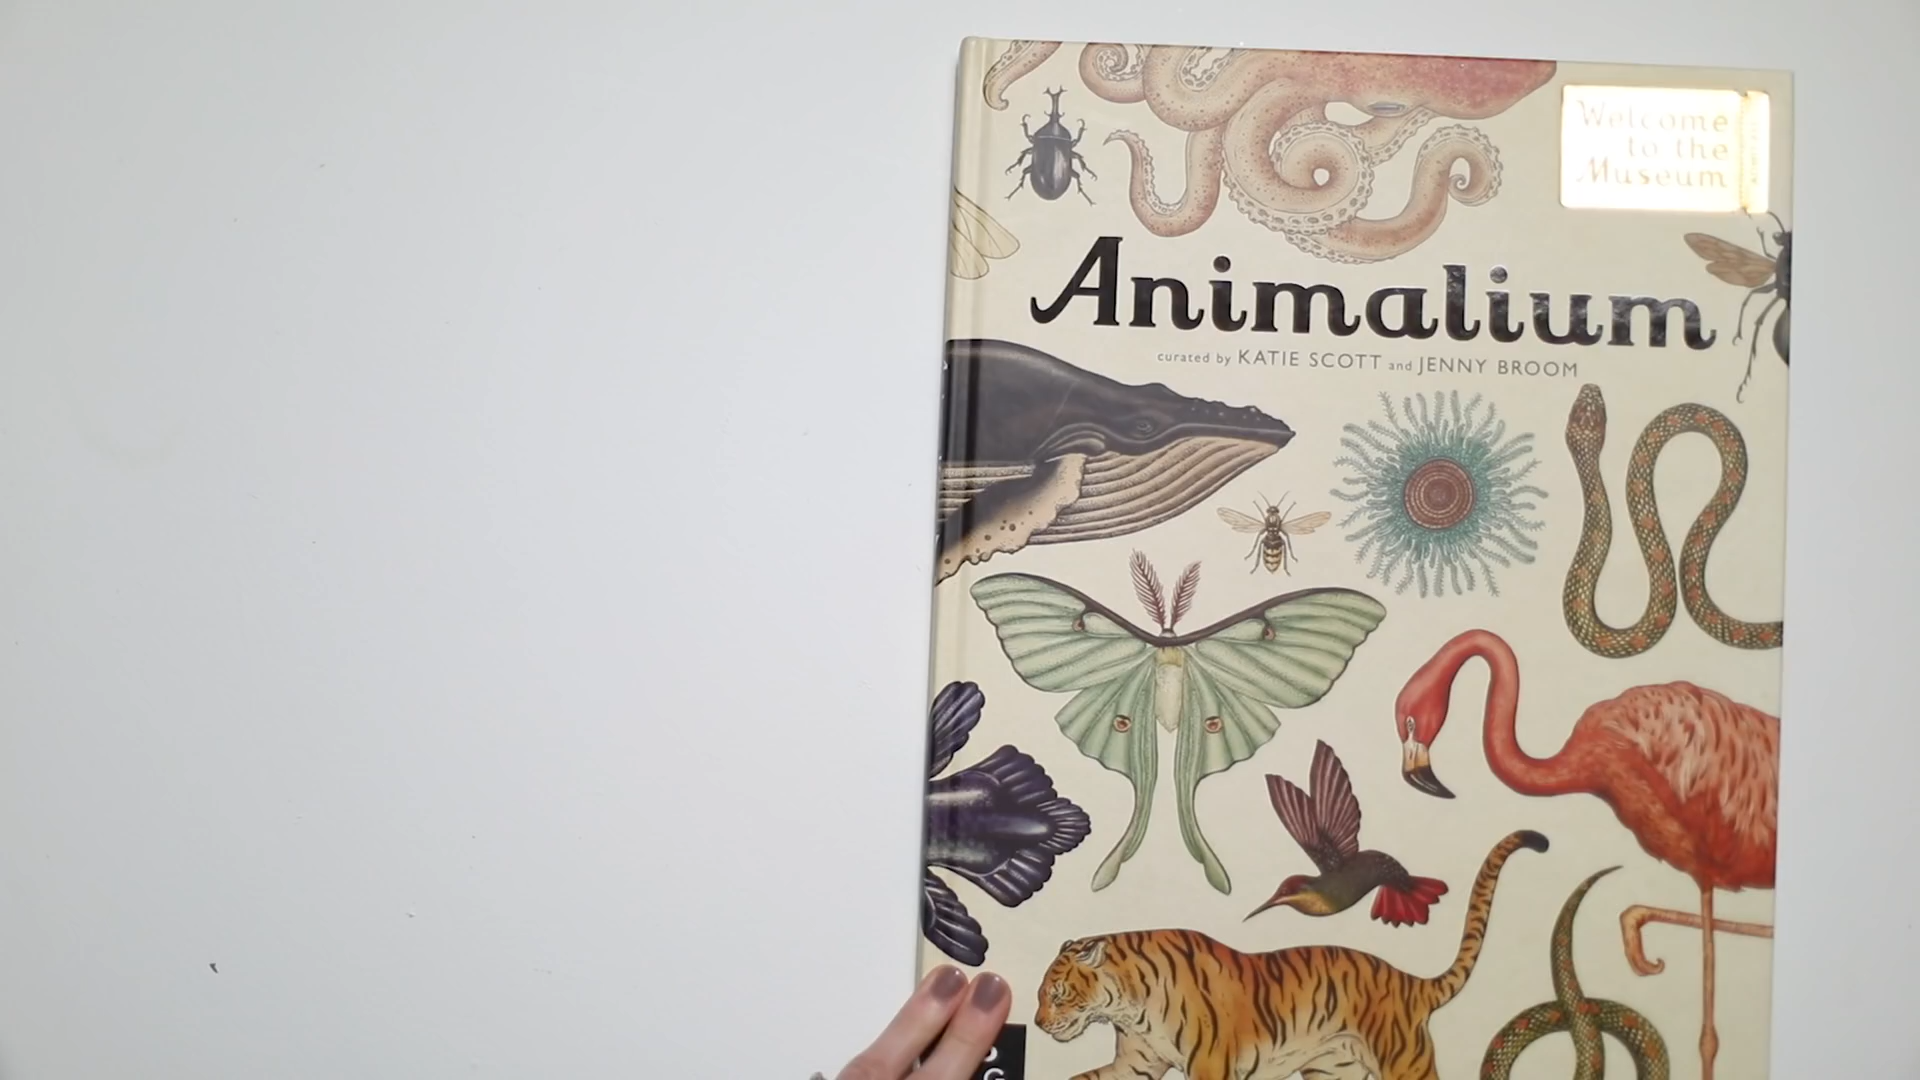 Welcome
to the
Museum
Animalium
curated by KATIE SCOTT and JENNY BROOM